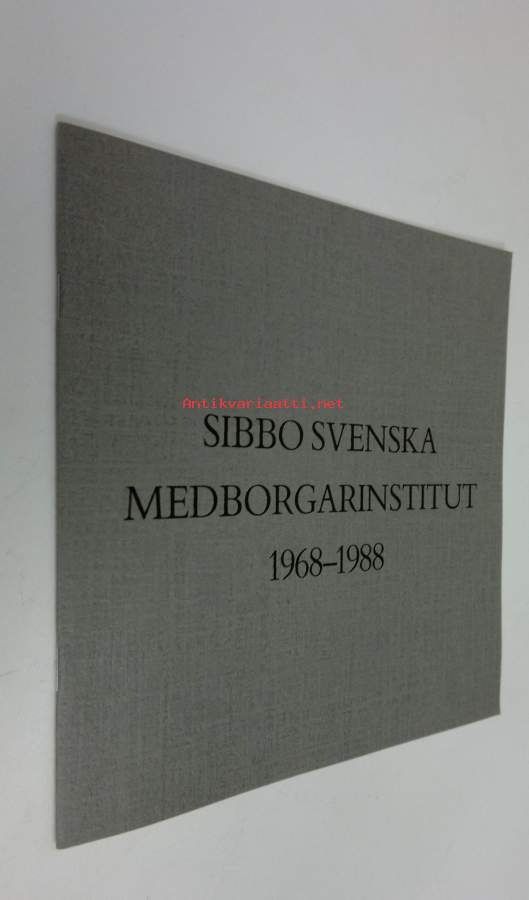 Antikvariaatti.net
SIBBO SVENSKA
MEDBORGARINSTITUT
1968–1988